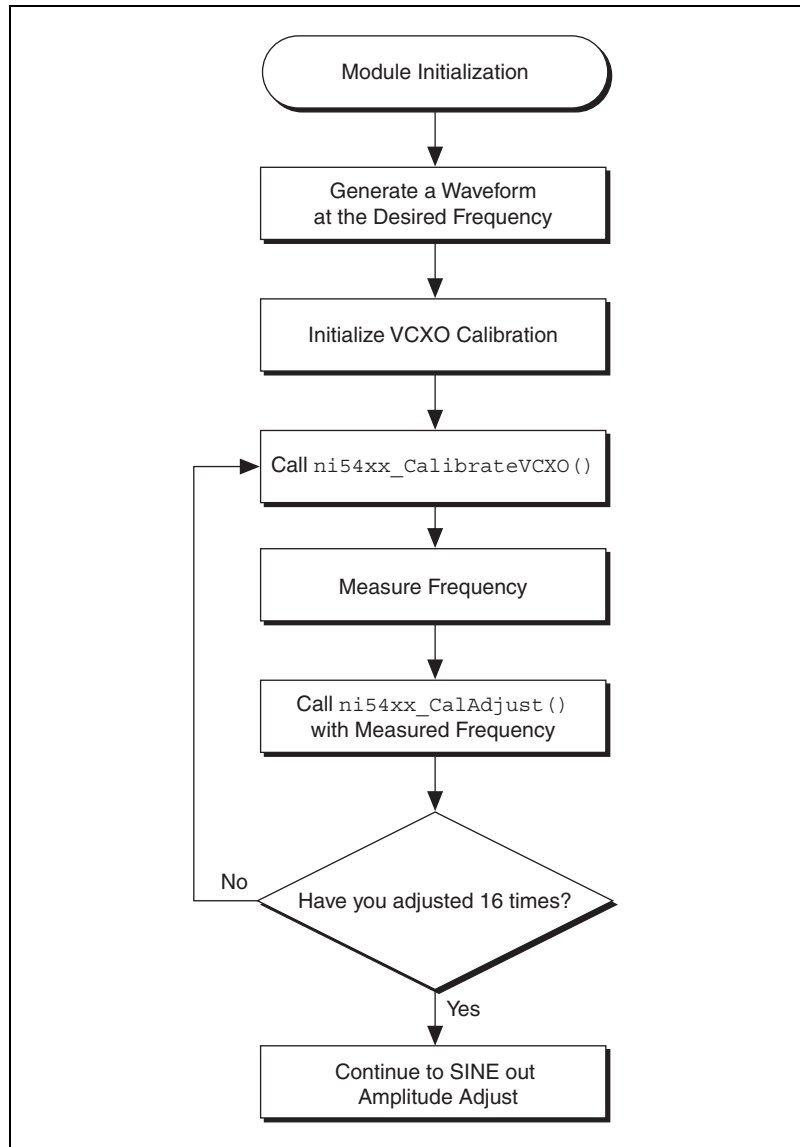 Module Initialization
Generate a Waveform
at the Desired Frequency
Initialize VCXO Calibration
Call ni54xx_CalibrateVCXO()
Measure Frequency
Call ni54xx_CalAdjust()
with Measured Frequency
No
Have you adjusted 16 times?
Yes
Continue to SINE out
Amplitude Adjust